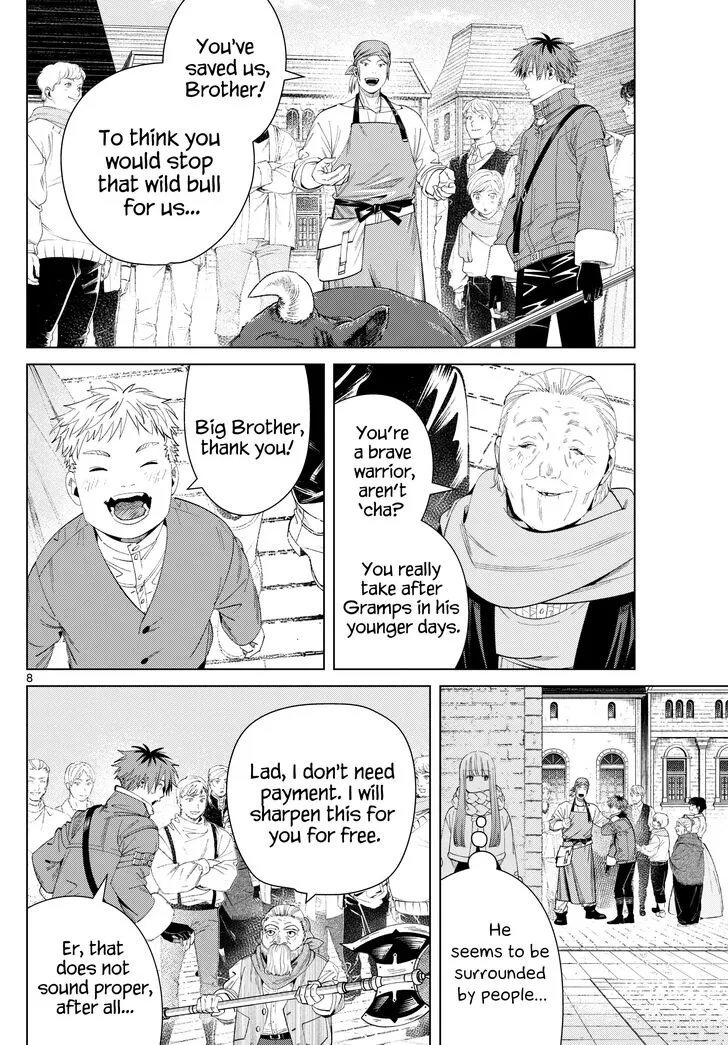 You've
saved us,
Brother!
To think you
would stop
that wild bull
for us...
You're
a brave
warrior,
aren't
'cha?
You really
take after
Gramps in his
younger days.
Big Brother,
thank you!
8
He
seems to be
surrounded
by people...
Lad, I don't need
payment. I will
sharpen this for
you for free.
Er, that
does not
sound proper,
after all...